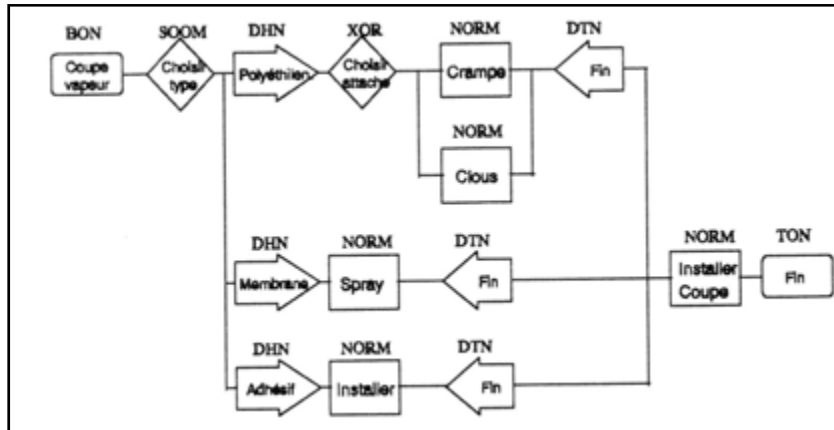 BON
SOOM
DHN
XOR
NORM
DTN
Coupe
vapeur
Choisir
type
Polyéthilen
Choisir
attache
Crampe
Fin
NORM
Clous
DHN
NORM
DTN
Membrane
Spray
Fin
NORM
TON
Installer
Coupe
Fin
DHN
NORM
DTN
Adhésif
Installer
Fin